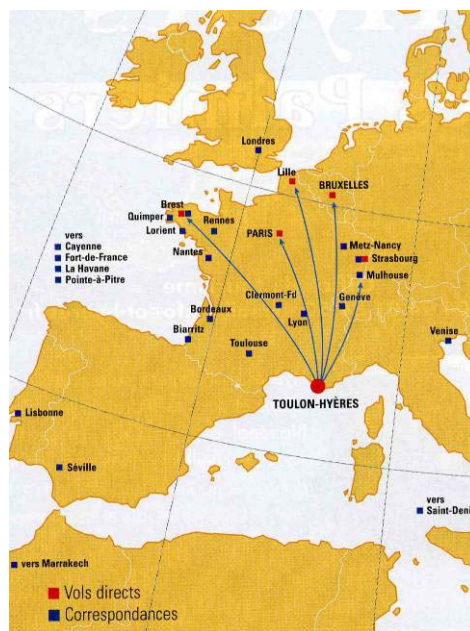 Londres
Lille
BRUXELLES
Brest
Quimper
Lorient
Rennes
PARIS
Metz-Nancy
Strasbourg
Mulhouse
vers
Cayenne
Fort-de-France
La Havane
Pointe-à-Pitre
Nantes
Clermont-Fd
Lyon
Genève
Bordeaux
Biarritz
Toulouse
Venise
TOULON-HYÈRES
Lisbonne
Séville
vers
Saint-Deni
vers Marrakech
Vols directs
Correspondances